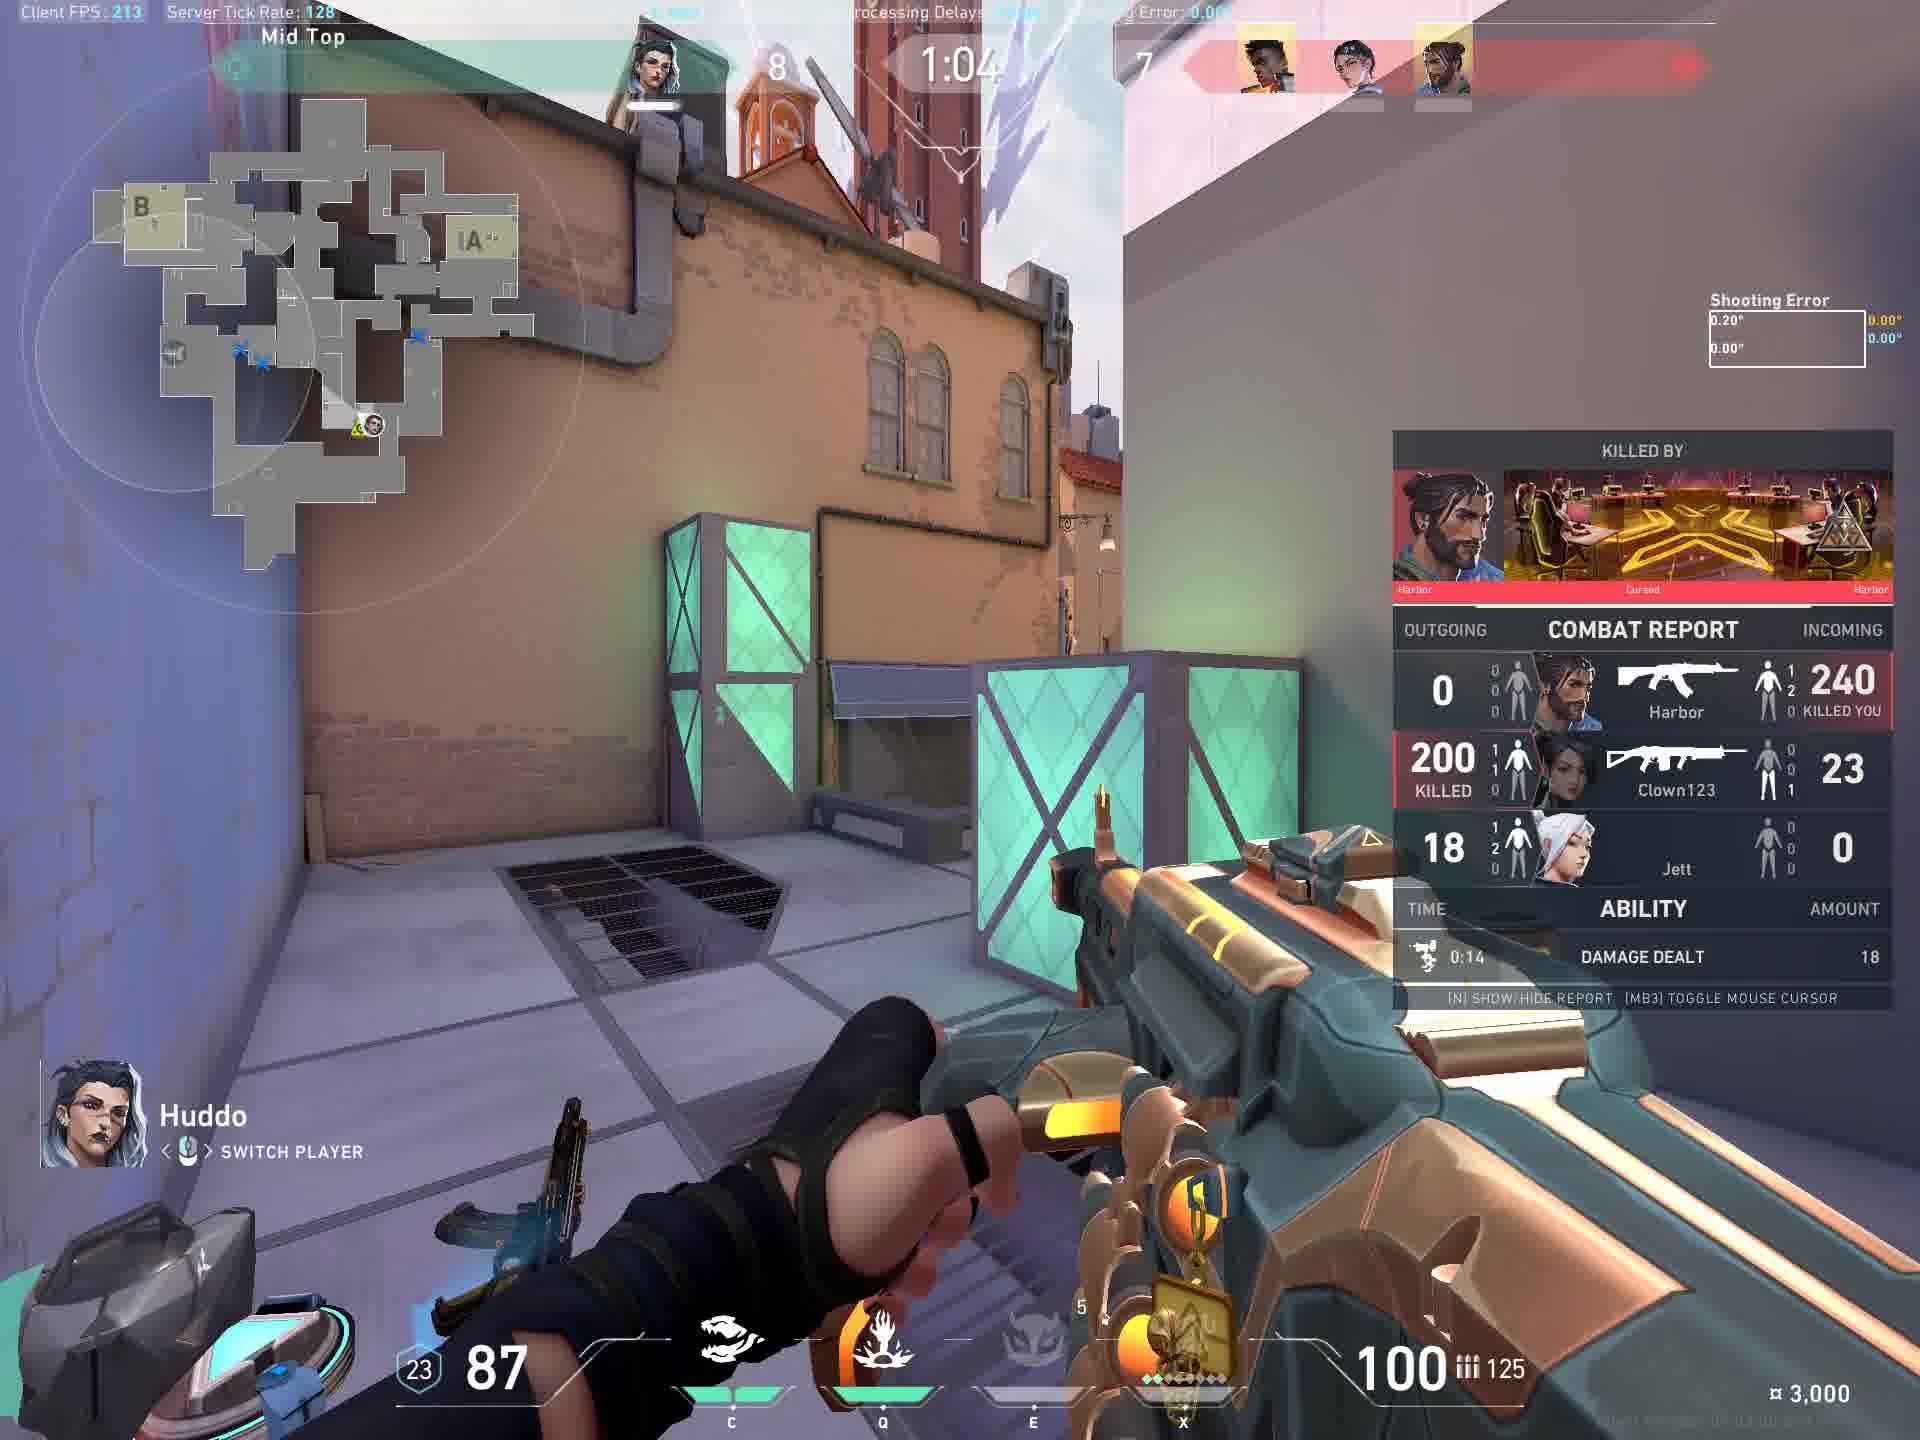 Client FPS: 213
Server Tick Rate: 128
rocessing Delays
g Error: 0.00
Mid Top
8
1:04
7
B
A
Shooting Error
0.20°
0.00°
0.00°
0.00°
KILLED BY
Harbor
Cursed
Harbor
OUTGOING
COMBAT REPORT
INCOMING
0
0
0
0
Harbor
1
2
0
240
KILLED YOU
200
KILLED
1
1
0
Clown123
0
0
1
23
18
1
2
0
Jett
0
0
0
0
TIME
ABILITY
AMOUNT
0:14
DAMAGE DEALT
18
[N] SHOW/HIDE REPORT
[MB3] TOGGLE MOUSE CURSOR
Huddo
< > SWITCH PLAYER
23
87
5
C
Q
E
X
100
125
¤ 3,000